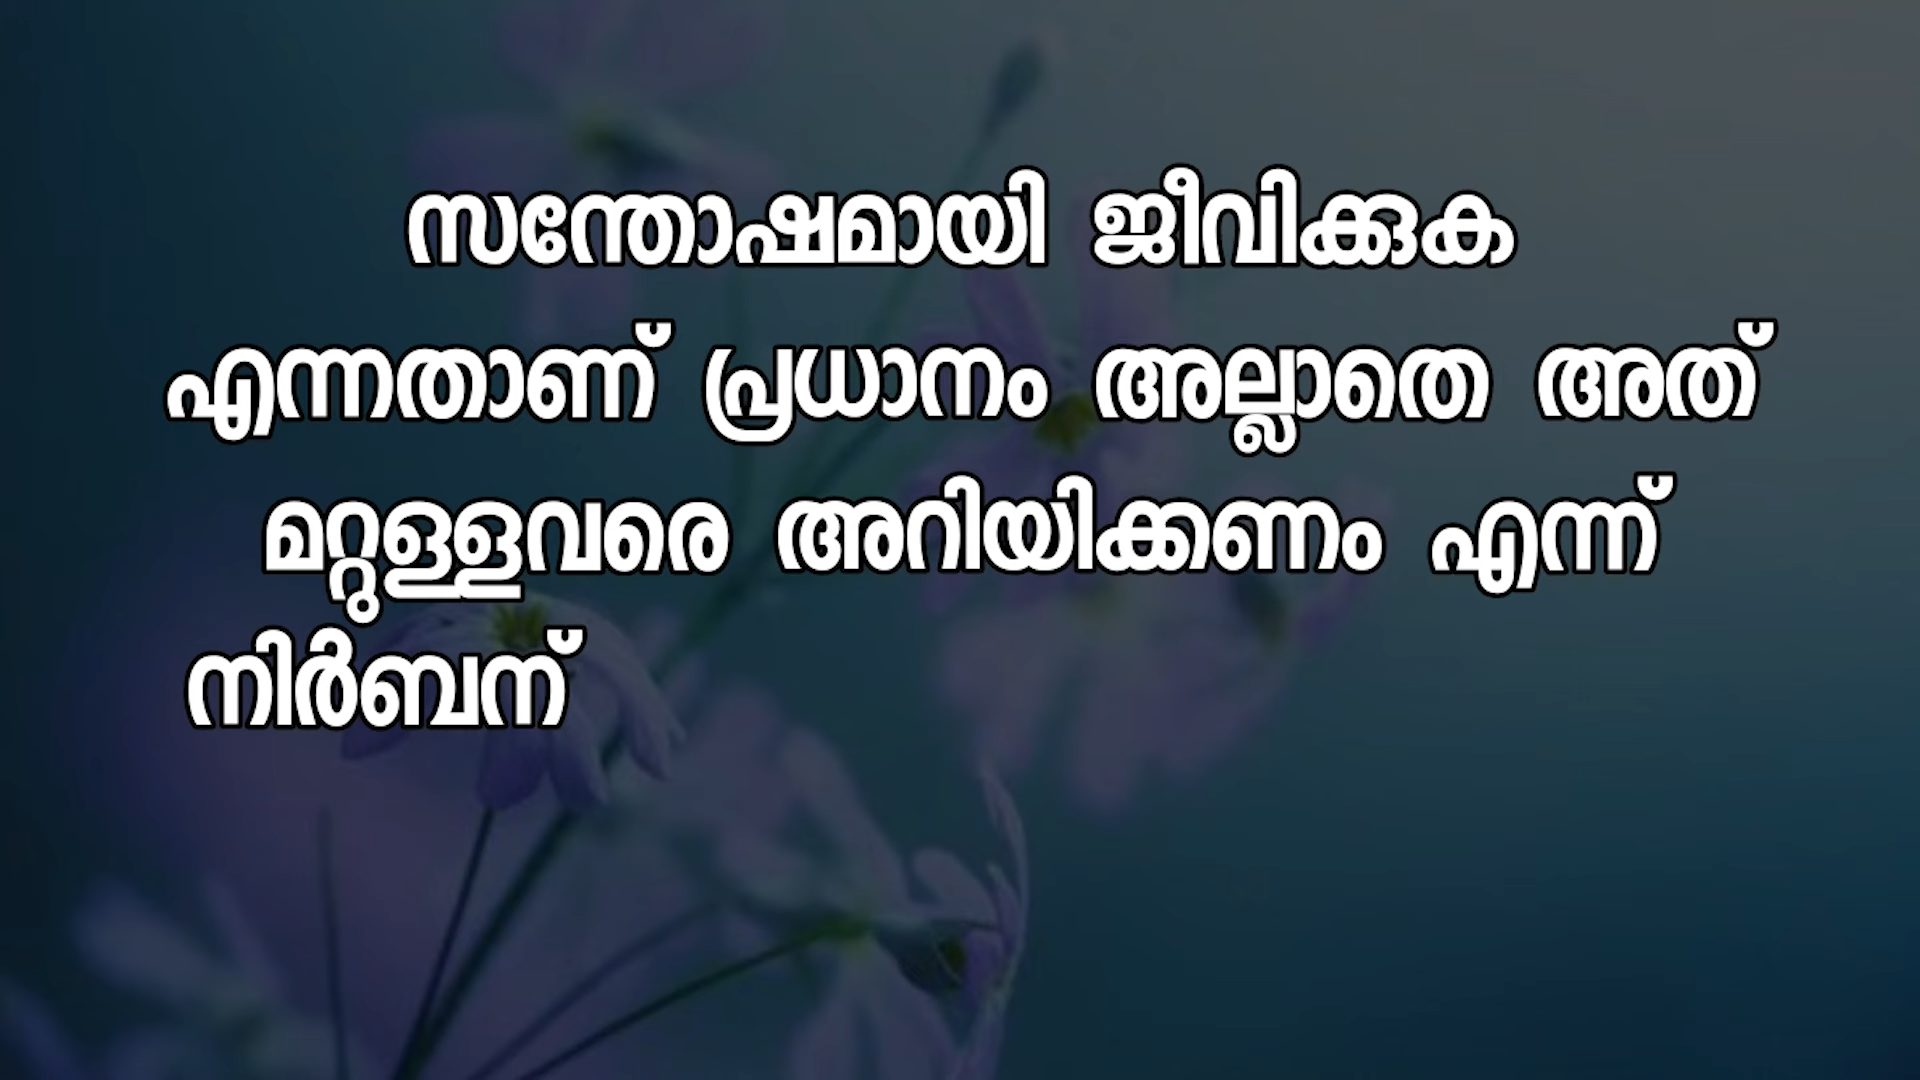 സന്തോഷമായി ജീവിക്കുക
എന്നതാണ് പ്രധാനം അല്ലാതെ അത്
മറ്റുള്ളവരെ അറിയിക്കണം എന്ന്
നിർബന്